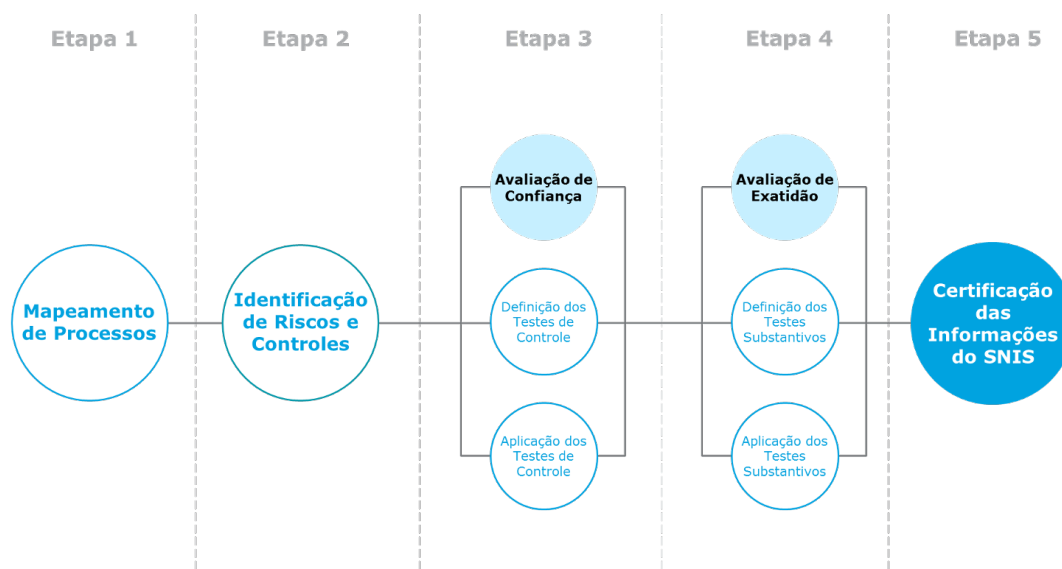 Etapa 1
Etapa 2
Etapa 3
Etapa 4
Etapa 5
Mapeamento
de Processos
Identificação
de Riscos e
Controles
Avaliação de
Confiança
Definição dos
Testes de
Controle
Aplicação dos
Testes de
Controle
Avaliação de
Exatidão
Definição dos
Testes
Substantivos
Aplicação dos
Testes
Substantivos
Certificação
das
Informações
do SNIS